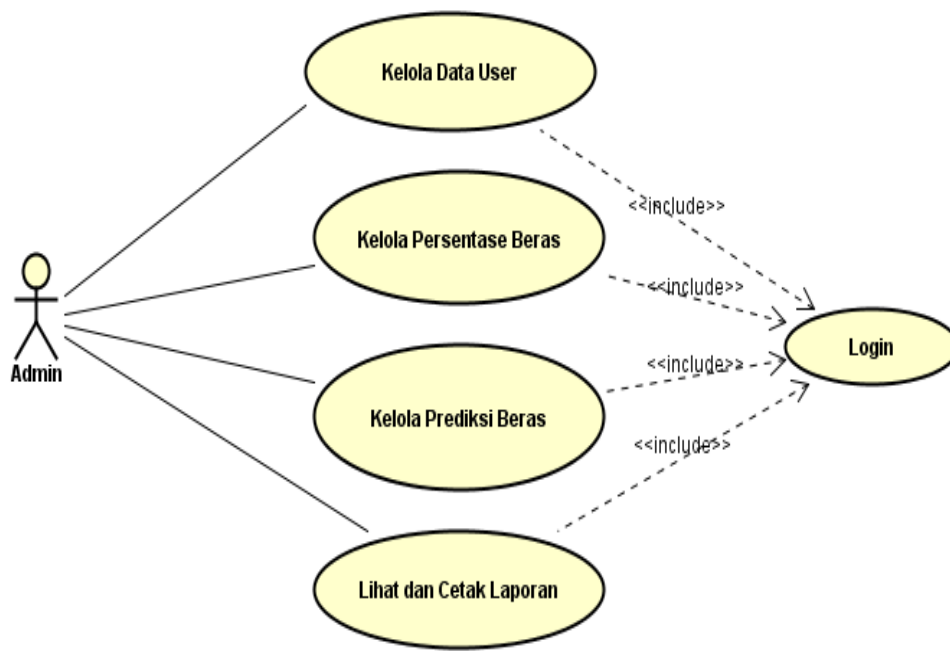 Kelola Data User
<<include>>
Kelola Persentase Beras
<<include>>
Admin
Login
<<include>>
Kelola Prediksi Beras
<<include>>
Lihat dan Cetak Laporan